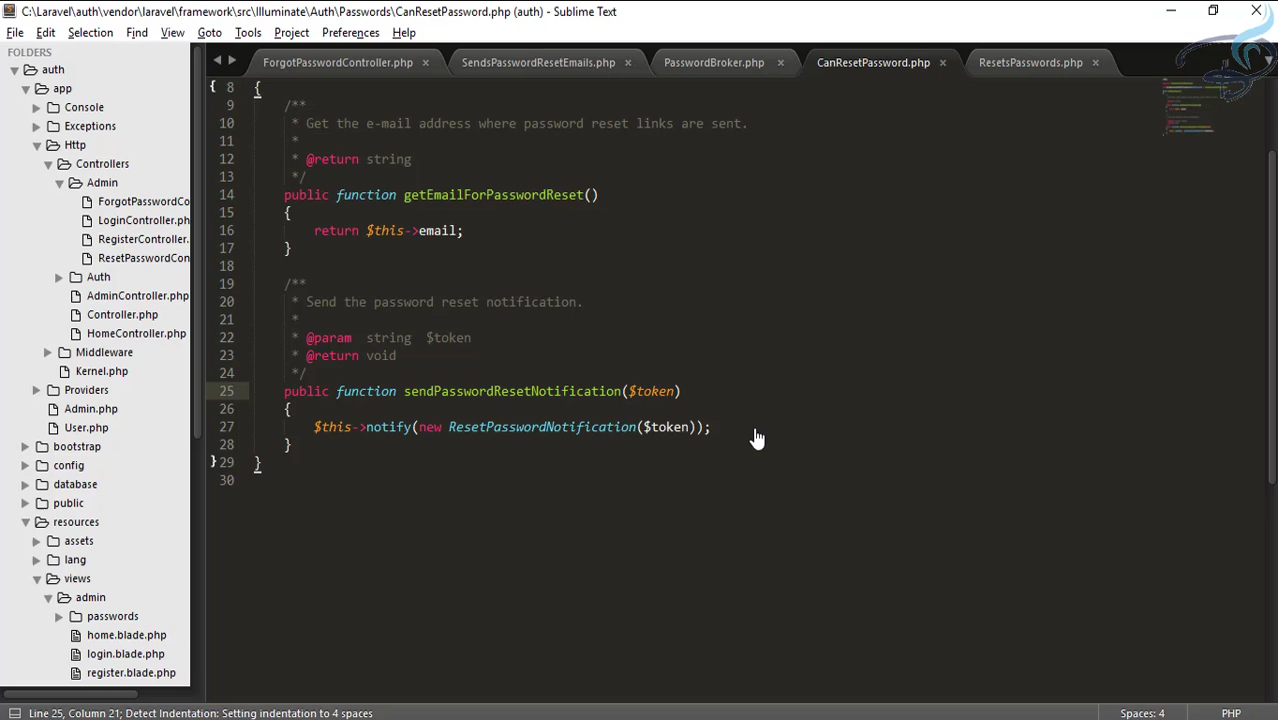 C:\Laravel\auth\vendor\laravel\framework\src\Illuminate\Auth\Passwords\CanResetPassword.php (auth) - Sublime Text
File Edit Selection Find View Goto Tools Project Preferences Help
FOLDERS
auth
app
Console
Exceptions
Http
Controllers
Admin
ForgotPasswordCo
LoginController.ph
RegisterController.
ResetPasswordCon
Auth
AdminController.php
Controller.php
HomeController.php
Middleware
Kernel.php
Providers
Admin.php
User.php
bootstrap
config
database
public
resources
assets
lang
views
admin
passwords
home.blade.php
login.blade.php
register.blade.php
ForgotPasswordController.php × SendsPasswordResetEmails.php × PasswordBroker.php × CanResetPassword.php × ResetsPasswords.php ×
{ 8 {
9 /**
10 * Get the e-mail address where password reset links are sent.
11 *
12 * @return string
13 */
14 public function getEmailForPasswordReset()
15 {
16 return $this->email;
17 }
18
19 /**
20 * Send the password reset notification.
21 *
22 * @param  string  $token
23 * @return void
24 */
25 public function sendPasswordResetNotification($token)
26 {
27 $this->notify(new ResetPasswordNotification($token));
28 }
} 29 }
30
Line 25, Column 21; Detect Indentation: Setting indentation to 4 spaces Spaces: 4 PHP